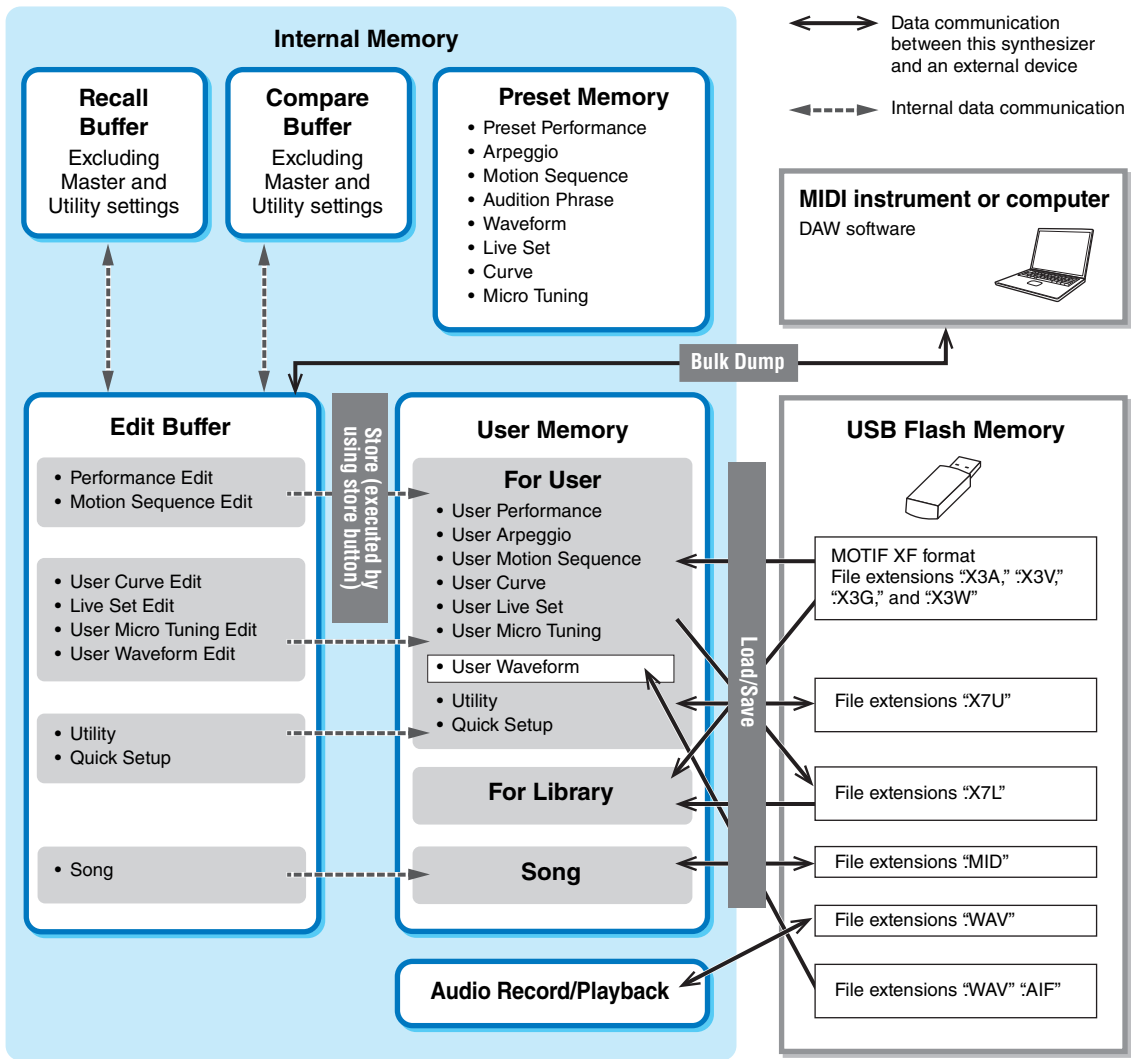 Internal Memory
Recall
Buffer
Excluding
Master and
Utility settings
Compare
Buffer
Excluding
Master and
Utility settings
Preset Memory
• Preset Performance
• Arpeggio
• Motion Sequence
• Audition Phrase
• Waveform
• Live Set
• Curve
• Micro Tuning
Data communication
between this synthesizer
and an external device
Internal data communication
MIDI instrument or computer
DAW software
Bulk Dump
Edit Buffer
• Performance Edit
• Motion Sequence Edit
• User Curve Edit
• Live Set Edit
• User Micro Tuning Edit
• User Waveform Edit
• Utility
• Quick Setup
• Song
Store (executed by
using store button)
User Memory
For User
• User Performance
• User Arpeggio
• User Motion Sequence
• User Curve
• User Live Set
• User Micro Tuning
• User Waveform
• Utility
• Quick Setup
For Library
Song
Audio Record/Playback
Load/Save
USB Flash Memory
MOTIF XF format
File extensions “.X3A,” “.X3V,”
“.X3G,” and “.X3W”
File extensions “.X7U”
File extensions “.X7L”
File extensions “.MID”
File extensions “.WAV”
File extensions “.WAV” “.AIF”